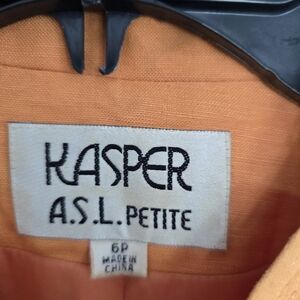 KASPER
A.S.L. PETITE
6P
MADE IN
CHINA